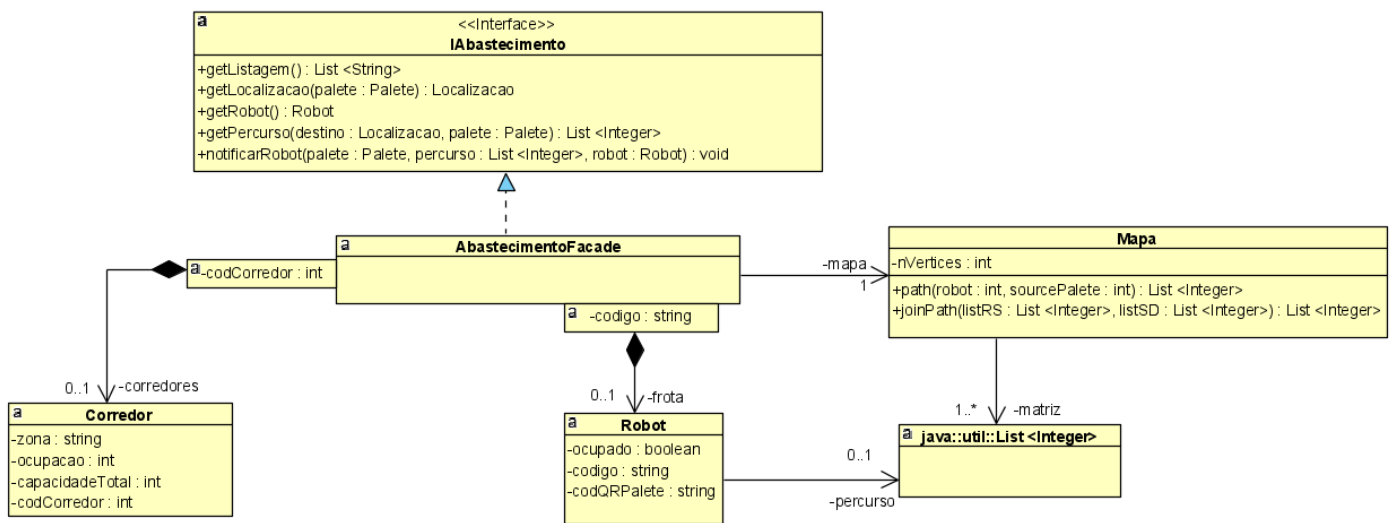 a
<<Interface>>
IAbastecimento
+getListagem() : List <String>
+getLocalizacao(palete : Palete) : Localizacao
+getRobot() : Robot
+getPercurso(destino : Localizacao, palete : Palete) : List <Integer>
+notificarRobot(palete : Palete, percurso : List <Integer>, robot : Robot) : void
a
AbastecimentoFacade
a
-codCorredor : int
a
-codigo : string
-mapa
1
Mapa
-nVertices : int
+path(robot : int, sourcePalete : int) : List <Integer>
+joinPath(listRS : List <Integer>, listSD : List <Integer>) : List <Integer>
0..1
-corredores
a
Corredor
-zona : string
-ocupacao : int
-capacidadeTotal : int
-codCorredor : int
0..1
-frota
a
Robot
-ocupado : boolean
-codigo : string
-codQRPalete : string
0..1
-percurso
1..*
-matriz
a
java::util::List <Integer>